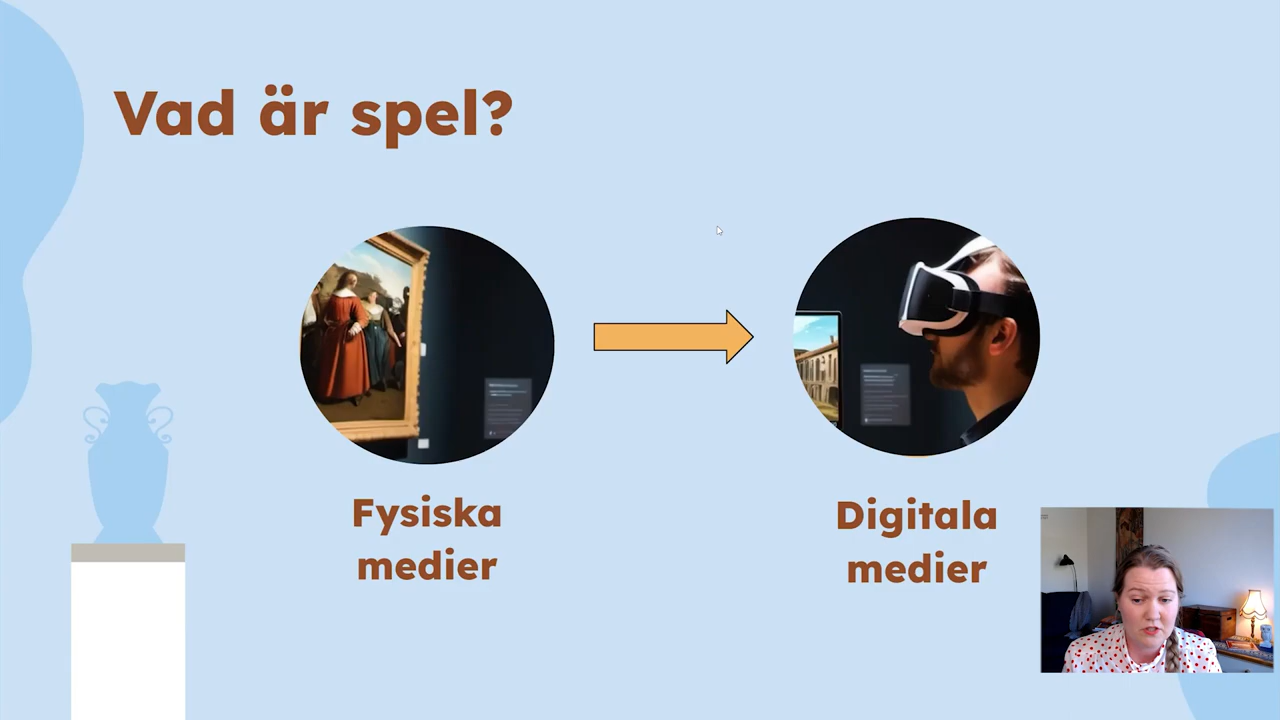 Vad är spel?
Fysiska
medier
Digitala
medier